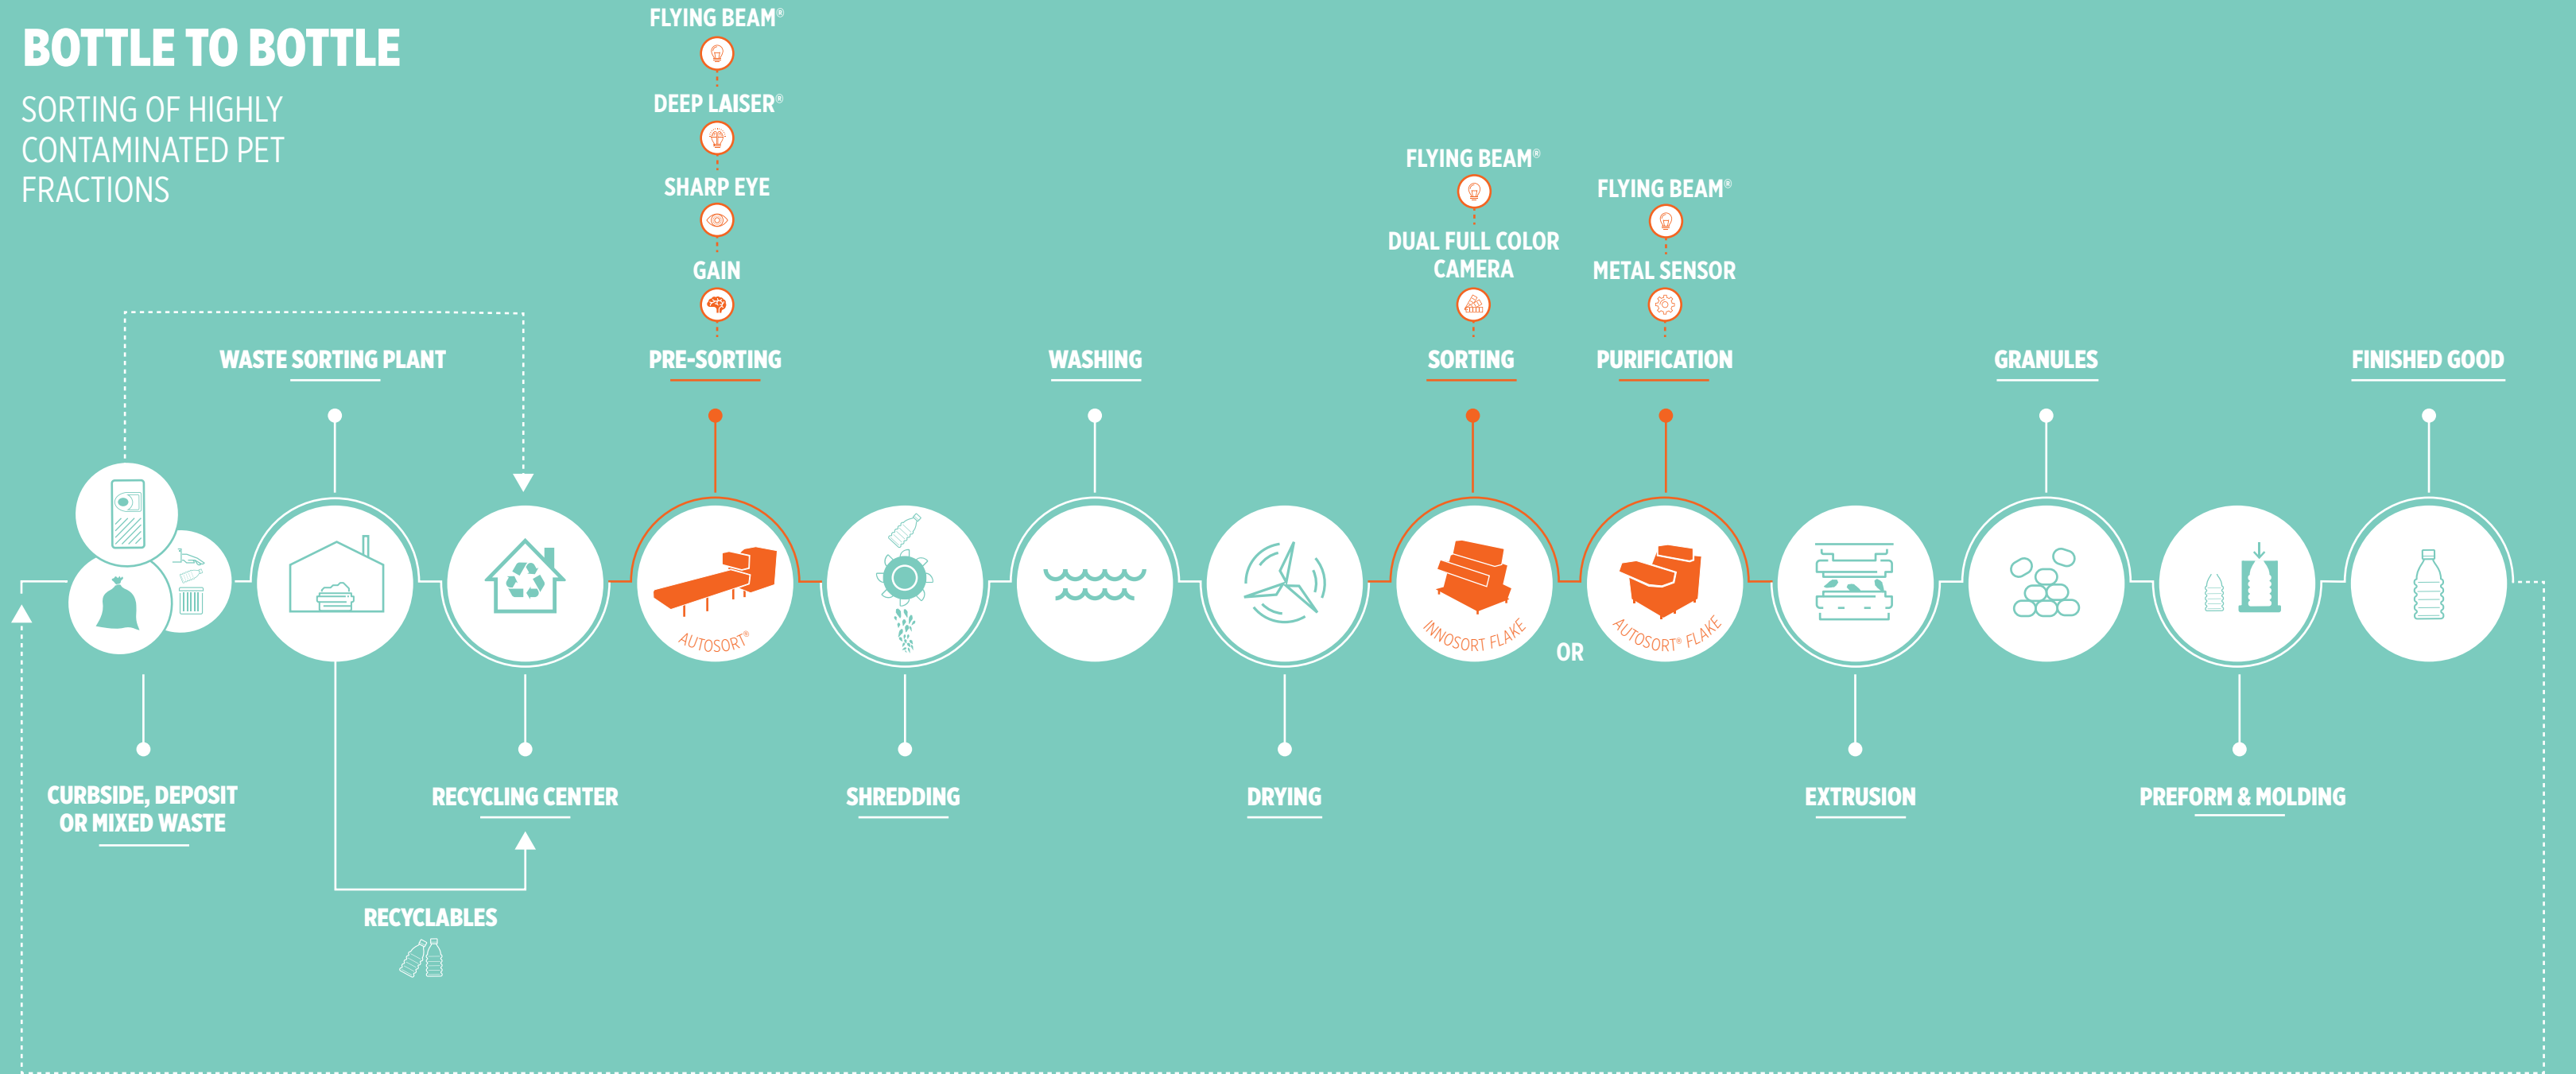 BOTTLE TO BOTTLE
SORTING OF HIGHLY
CONTAMINATED PET
FRACTIONS
FLYING BEAM®
DEEP LAISER®
SHARP EYE
GAIN
FLYING BEAM®
DUAL FULL COLOR
CAMERA
FLYING BEAM®
METAL SENSOR
WASTE SORTING PLANT
PRE-SORTING
WASHING
SORTING
PURIFICATION
GRANULES
FINISHED GOOD
AUTOSORT®
INNOSORT FLAKE
OR
AUTOSORT® FLAKE
CURBSIDE, DEPOSIT
OR MIXED WASTE
RECYCLING CENTER
SHREDDING
DRYING
EXTRUSION
PREFORM & MOLDING
RECYCLABLES